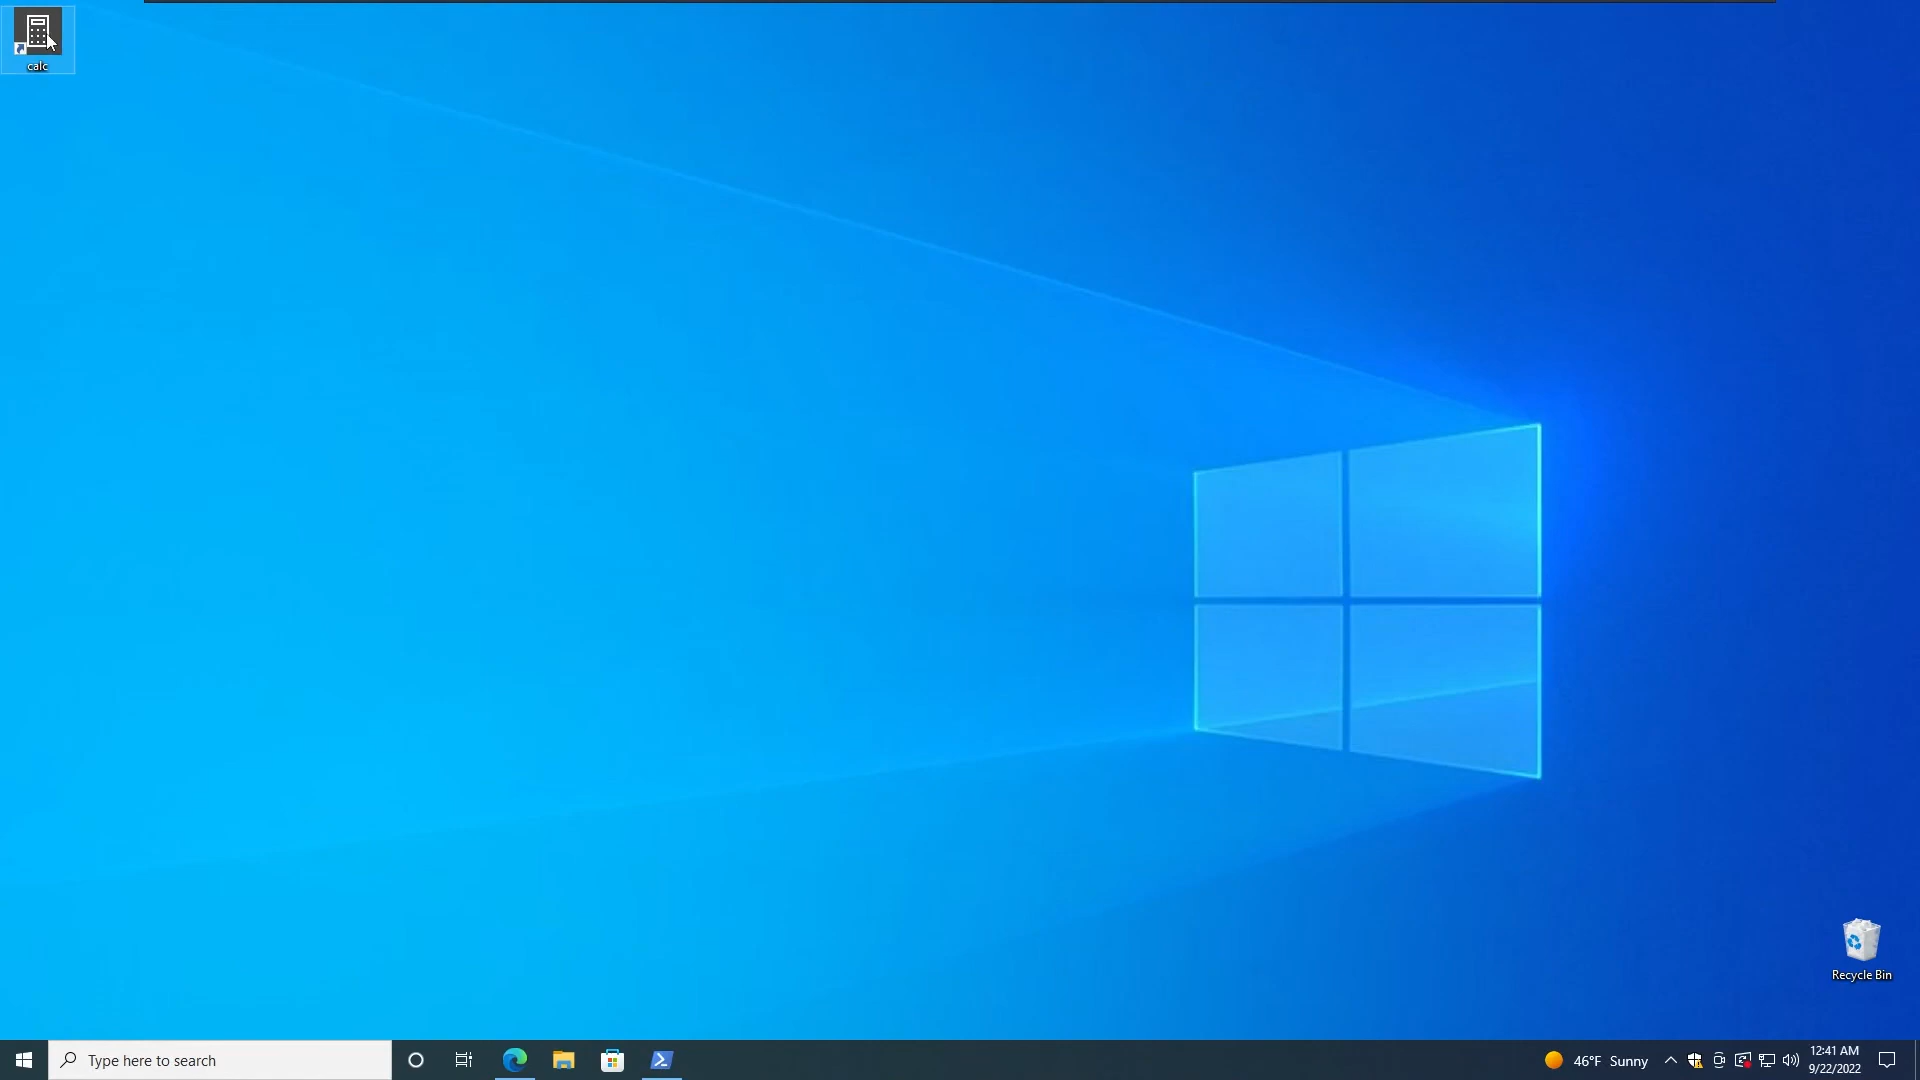 calc
Recycle Bin
Type here to search
46°F Sunny
12:41 AM
9/22/2022